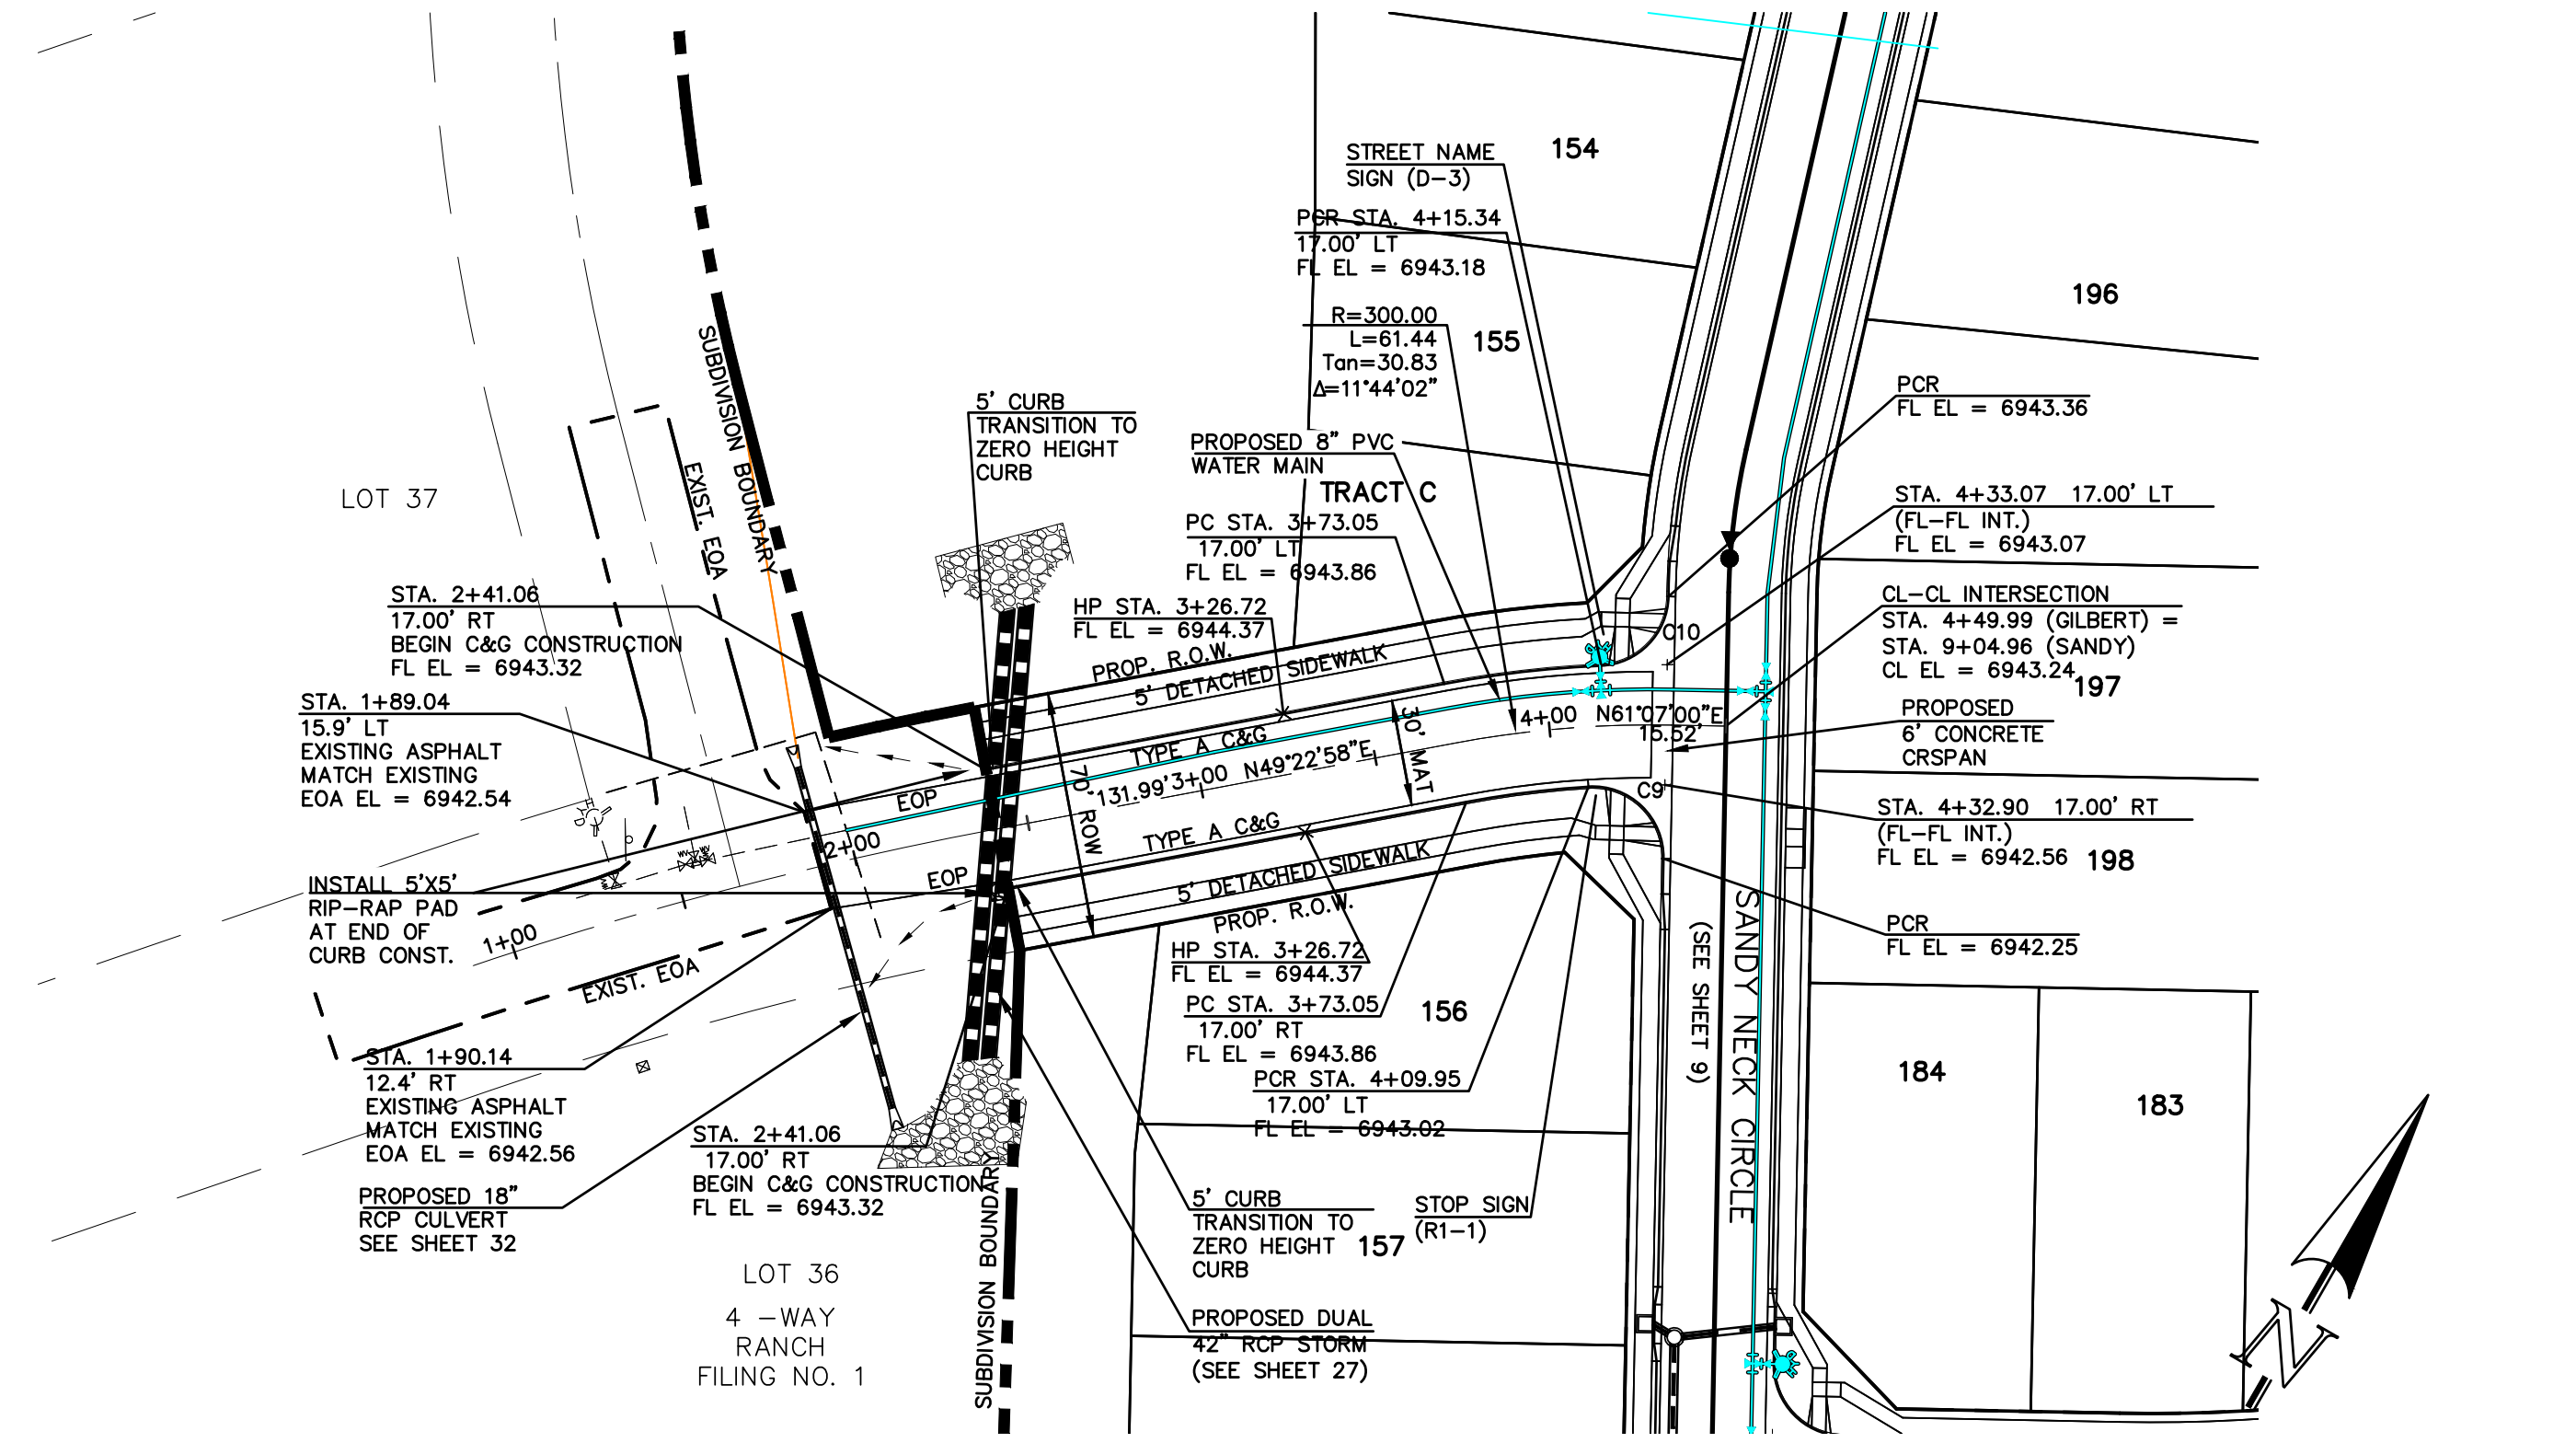 STREET NAME
SIGN (D-3)
154
PCR STA. 4+15.34
17.00' LT
FL EL = 6943.18
196
R=300.00
L=61.44
Tan=30.83
Δ=11°44'02"
155
SUBDIVISION BOUNDARY
EXIST. EOA
LOT 37
5' CURB
TRANSITION TO
ZERO HEIGHT
CURB
PROPOSED 8" PVC
WATER MAIN
TRACT C
PC STA. 3+73.05
17.00' LT
FL EL = 6943.86
HP STA. 3+26.72
FL EL = 6944.37
PCR
FL EL = 6943.36
STA. 4+33.07 17.00' LT
(FL-FL INT.)
FL EL = 6943.07
CL-CL INTERSECTION
STA. 4+49.99 (GILBERT) =
STA. 9+04.96 (SANDY)
CL EL = 6943.24
197
PROPOSED
6' CONCRETE
CRSPAN
STA. 4+32.90 17.00' RT
(FL-FL INT.)
FL EL = 6942.56
198
PCR
FL EL = 6942.25
STA. 2+41.06
17.00' RT
BEGIN C&G CONSTRUCTION
FL EL = 6943.32
STA. 1+89.04
15.9' LT
EXISTING ASPHALT
MATCH EXISTING
EOA EL = 6942.54
INSTALL 5'X5'
RIP-RAP PAD
AT END OF
CURB CONST.
1+00
2+00
EOP
EOP
EXIST. EOA
PROP. R.O.W.
5' DETACHED SIDEWALK
TYPE A C&G
131.99'
3+00
N49°22'58"E
30' MAT
70' ROW
4+00
N61°07'00"E
15.52'
C10
C9
TYPE A C&G
5' DETACHED SIDEWALK
PROP. R.O.W.
HP STA. 3+26.72
FL EL = 6944.37
PC STA. 3+73.05
17.00' RT
FL EL = 6943.86
156
PCR STA. 4+09.95
17.00' LT
FL EL = 6943.02
SANDY NECK CIRCLE
(SEE SHEET 9)
184
183
STA. 1+90.14
12.4' RT
EXISTING ASPHALT
MATCH EXISTING
EOA EL = 6942.56
PROPOSED 18"
RCP CULVERT
SEE SHEET 32
STA. 2+41.06
17.00' RT
BEGIN C&G CONSTRUCTION
FL EL = 6943.32
5' CURB
TRANSITION TO
ZERO HEIGHT
CURB
157
STOP SIGN
(R1-1)
SUBDIVISION BOUNDARY
LOT 36
4 -WAY
RANCH
FILING NO. 1
PROPOSED DUAL
42" RCP STORM
(SEE SHEET 27)
N